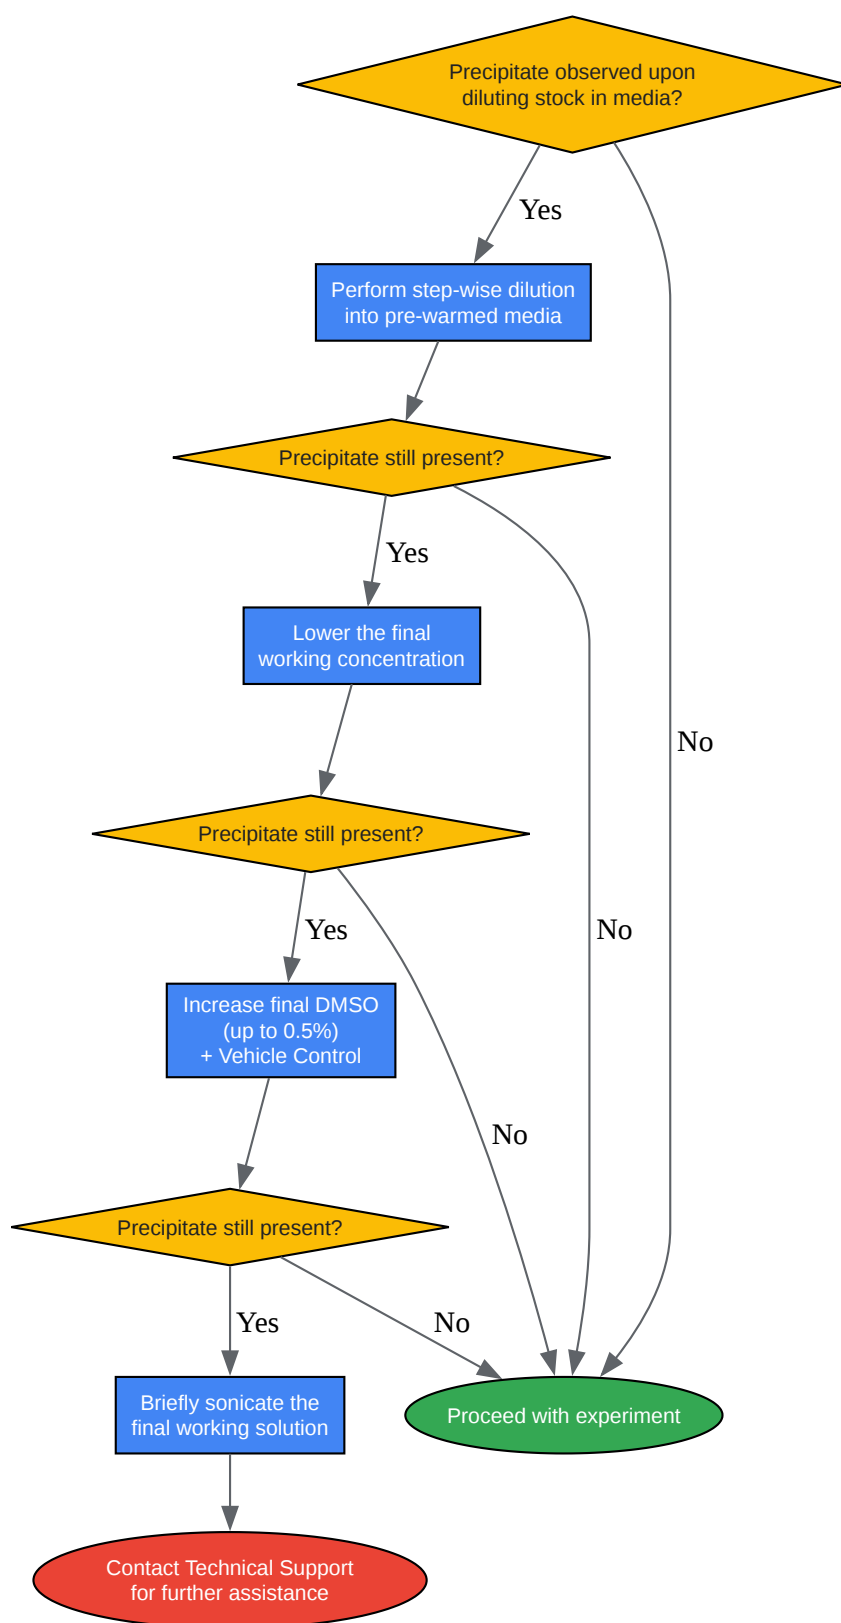 Precipitate observed upon
diluting stock in media?
Yes
Perform step-wise dilution
into pre-warmed media
Precipitate still present?
Yes
Lower the final
working concentration
No
Precipitate still present?
Yes
No
Increase final DMSO
(up to 0.5%)
+ Vehicle Control
No
Precipitate still present?
Yes
No
Briefly sonicate the
final working solution
Proceed with experiment
Contact Technical Support
for further assistance